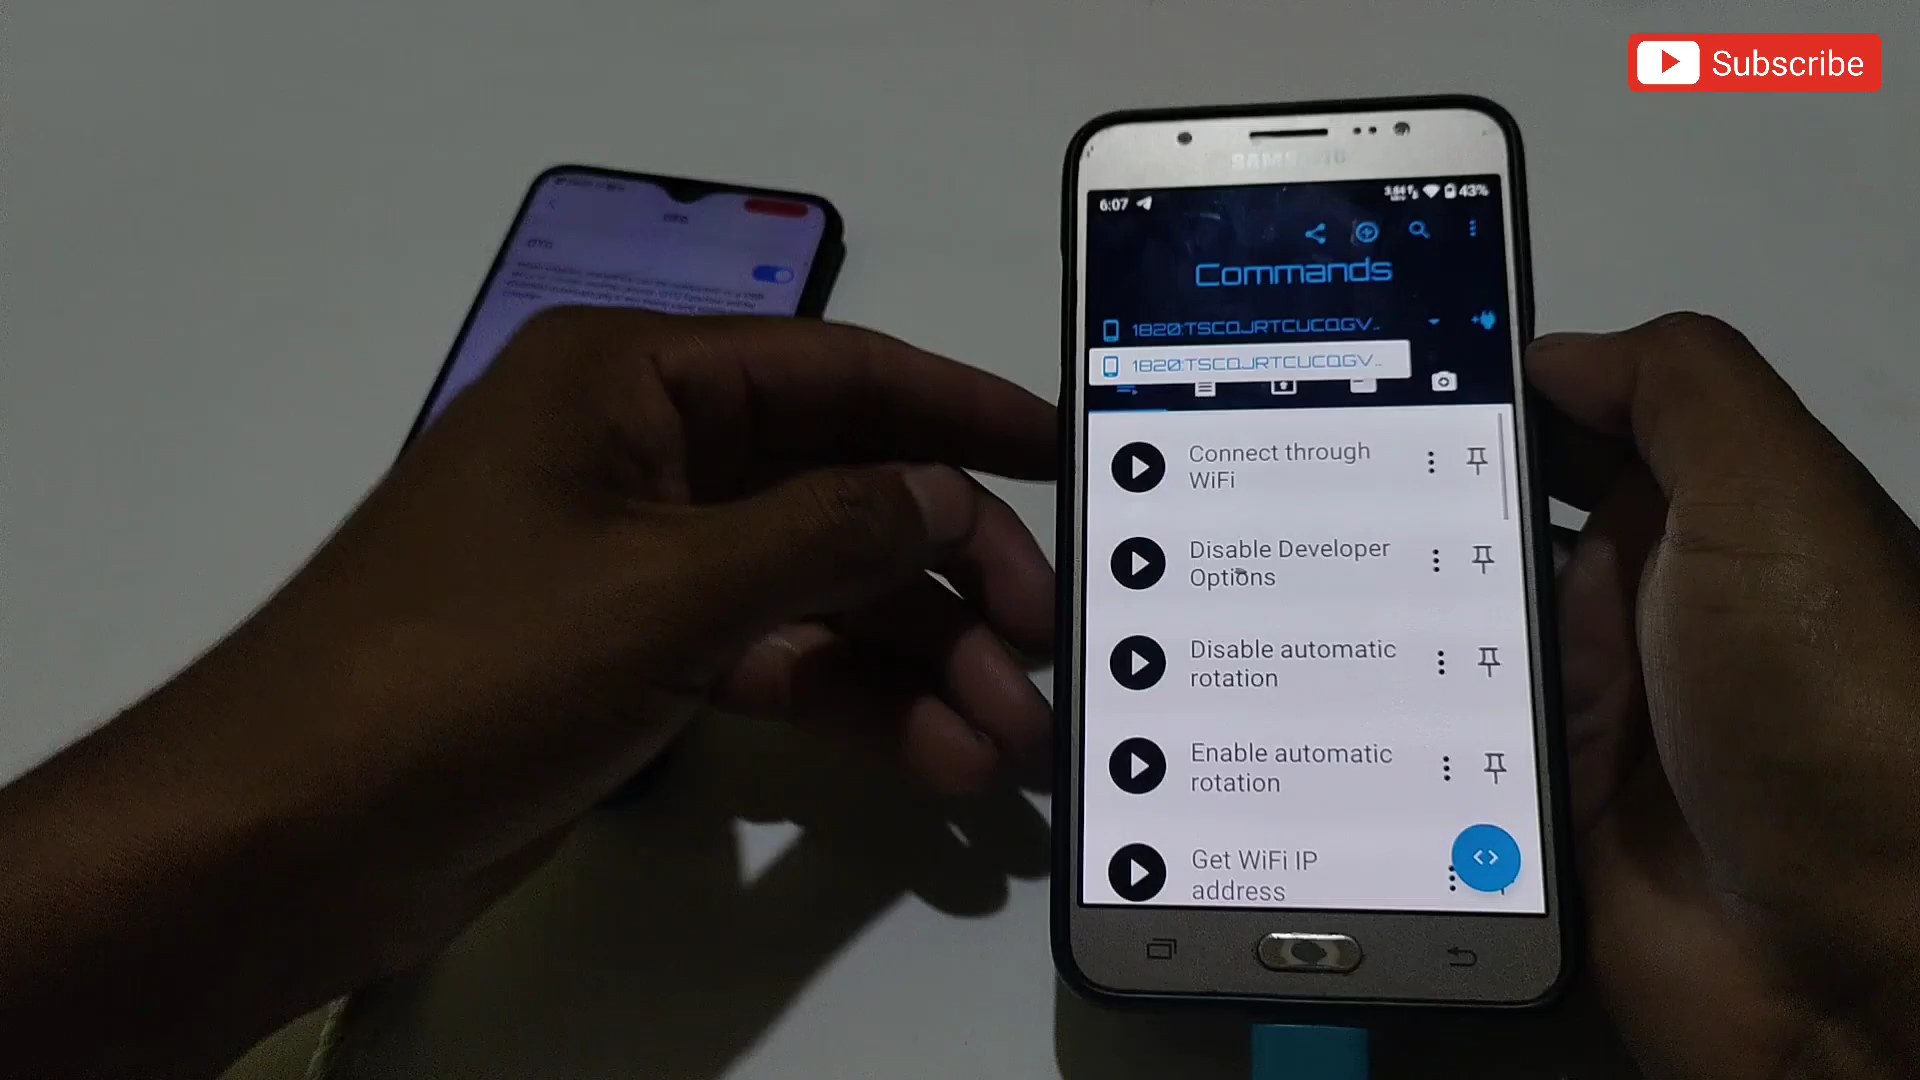 Subscribe
SAMSUNG
6:07
43%
Commands
1820:TSCQJRTCUCQGV..
1820:TSCQJRTCUCQGV..
Connect through
WiFi
Disable Developer
Options
Disable automatic
rotation
Enable automatic
rotation
Get WiFi IP
address
<>